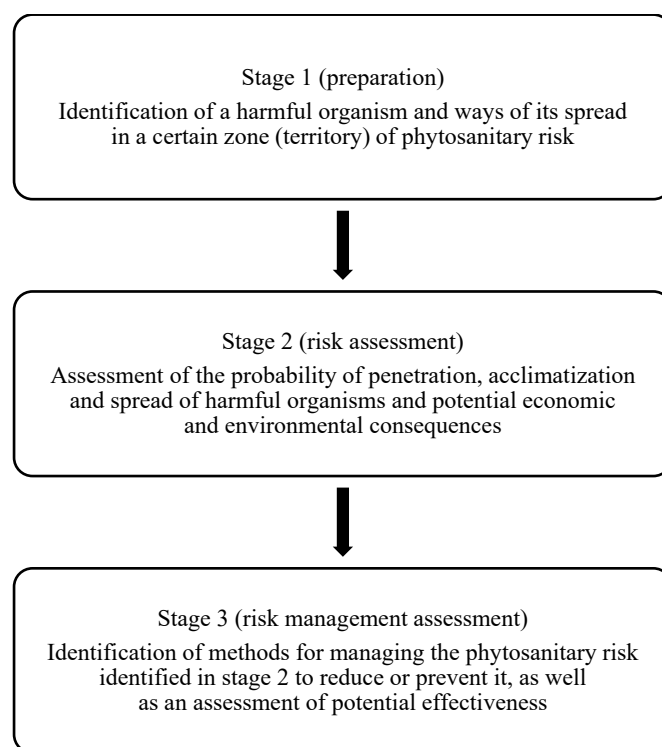 Stage 1 (preparation)
Identification of a harmful organism and ways of its spread
in a certain zone (territory) of phytosanitary risk
Stage 2 (risk assessment)
Assessment of the probability of penetration, acclimatization
and spread of harmful organisms and potential economic
and environmental consequences
Stage 3 (risk management assessment)
Identification of methods for managing the phytosanitary risk
identified in stage 2 to reduce or prevent it, as well
as an assessment of potential effectiveness